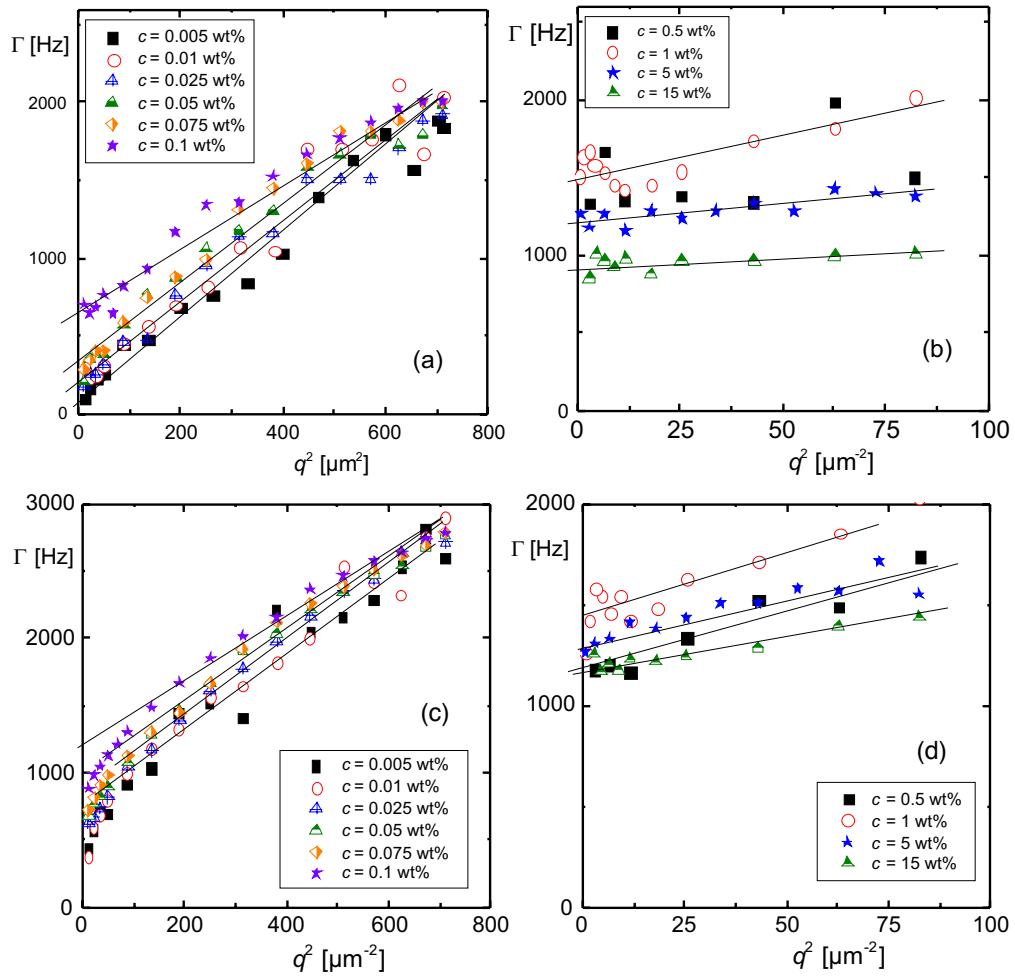 Γ [Hz]
2000
1000
0
c = 0.005 wt%
c = 0.01 wt%
c = 0.025 wt%
c = 0.05 wt%
c = 0.075 wt%
c = 0.1 wt%
(a)
0 200 400 600 800
q² [µm²]
Γ [Hz]
2000
1000
0
c = 0.5 wt%
c = 1 wt%
c = 5 wt%
c = 15 wt%
(b)
0 25 50 75 100
q² [µm⁻²]
3000
Γ [Hz]
2000
1000
0
(c)
c = 0.005 wt%
c = 0.01 wt%
c = 0.025 wt%
c = 0.05 wt%
c = 0.075 wt%
c = 0.1 wt%
0 200 400 600 800
q² [µm⁻²]
2000
Γ [Hz]
1000
0
(d)
c = 0.5 wt%
c = 1 wt%
c = 5 wt%
c = 15 wt%
0 25 50 75 100
q² [µm⁻²]